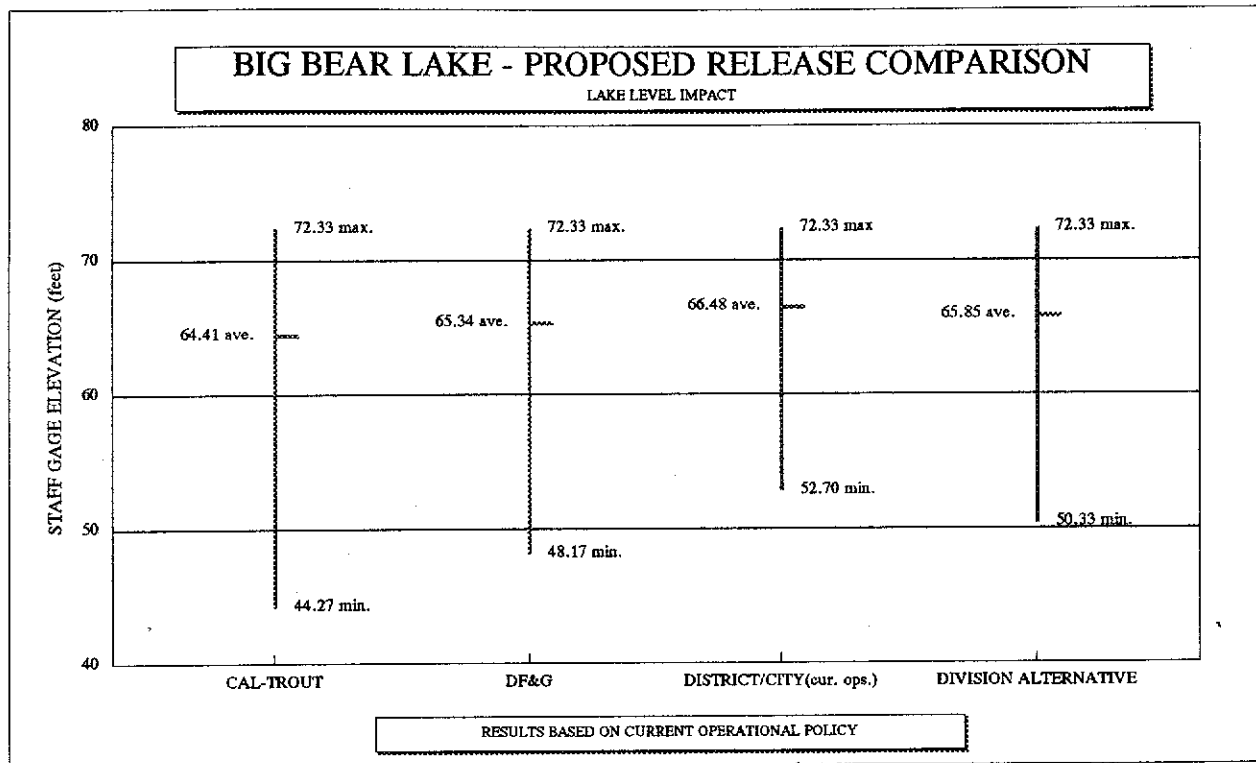 BIG BEAR LAKE - PROPOSED RELEASE COMPARISON
LAKE LEVEL IMPACT
STAFF GAGE ELEVATION (feet)
80
70
60
50
40
72.33 max.
64.41 ave.
44.27 min.
72.33 max.
65.34 ave.
48.17 min.
72.33 max
66.48 ave.
52.70 min.
72.33 max.
65.85 ave.
50.33 min.
CAL-TROUT
DF&G
DISTRICT/CITY(cur. ops.)
DIVISION ALTERNATIVE
RESULTS BASED ON CURRENT OPERATIONAL POLICY